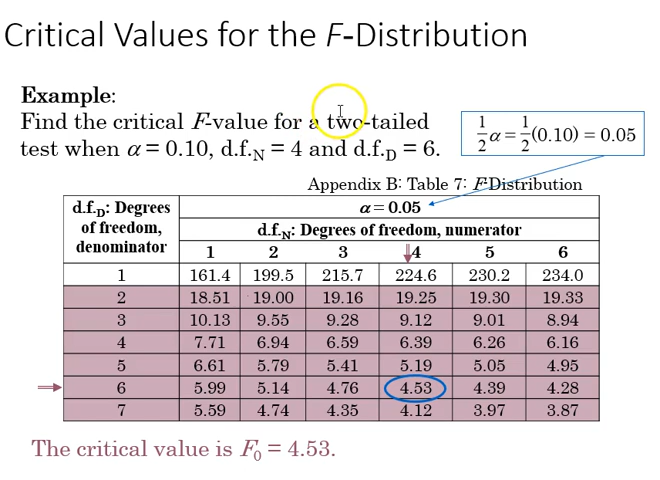 Critical Values for the F-Distribution
Example:
Find the critical F-value for a two-tailed
test when α = 0.10, d.f.N = 4 and d.f.D = 6.
1/2 α = 1/2 (0.10) = 0.05
Appendix B: Table 7: F-Distribution
d.f.D: Degrees of freedom, denominator
α = 0.05
d.f.N: Degrees of freedom, numerator
1 2 3 4 5 6
1 161.4 199.5 215.7 224.6 230.2 234.0
2 18.51 19.00 19.16 19.25 19.30 19.33
3 10.13 9.55 9.28 9.12 9.01 8.94
4 7.71 6.94 6.59 6.39 6.26 6.16
5 6.61 5.79 5.41 5.19 5.05 4.95
6 5.99 5.14 4.76 4.53 4.39 4.28
7 5.59 4.74 4.35 4.12 3.97 3.87
The critical value is F0 = 4.53.